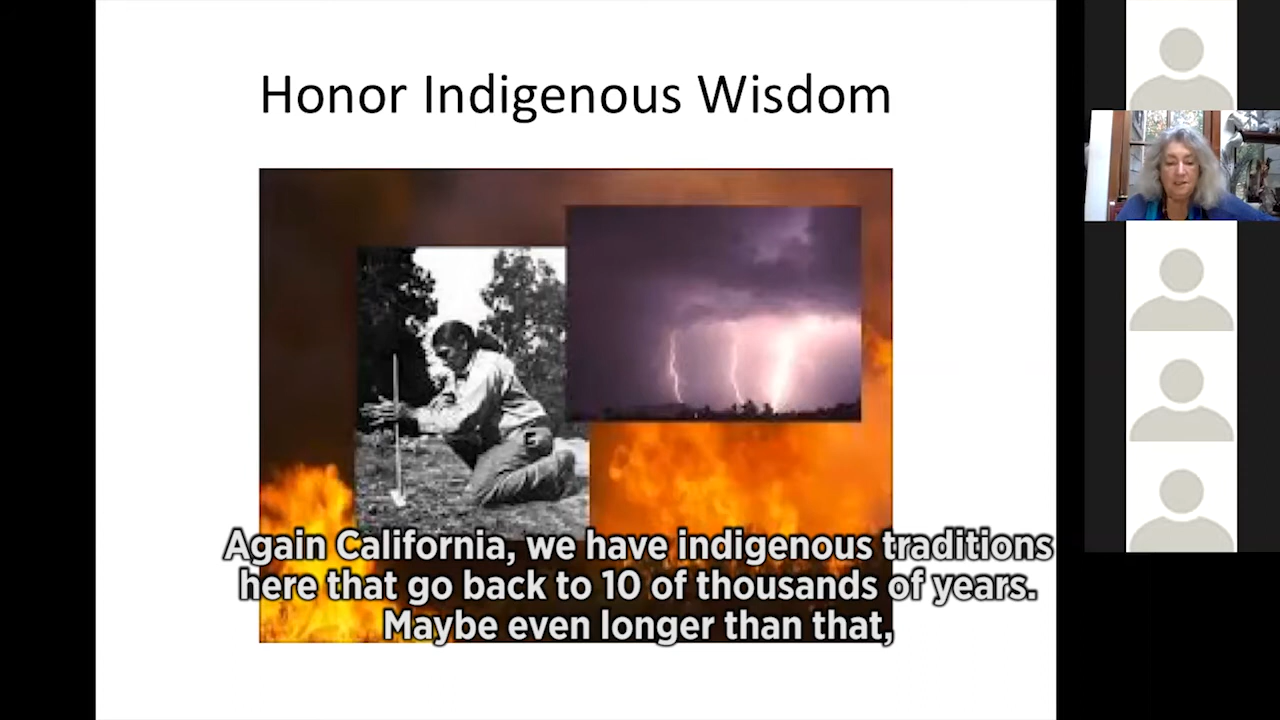 Honor Indigenous Wisdom
Again California, we have indigenous traditions
here that go back to 10 of thousands of years.
Maybe even longer than that,